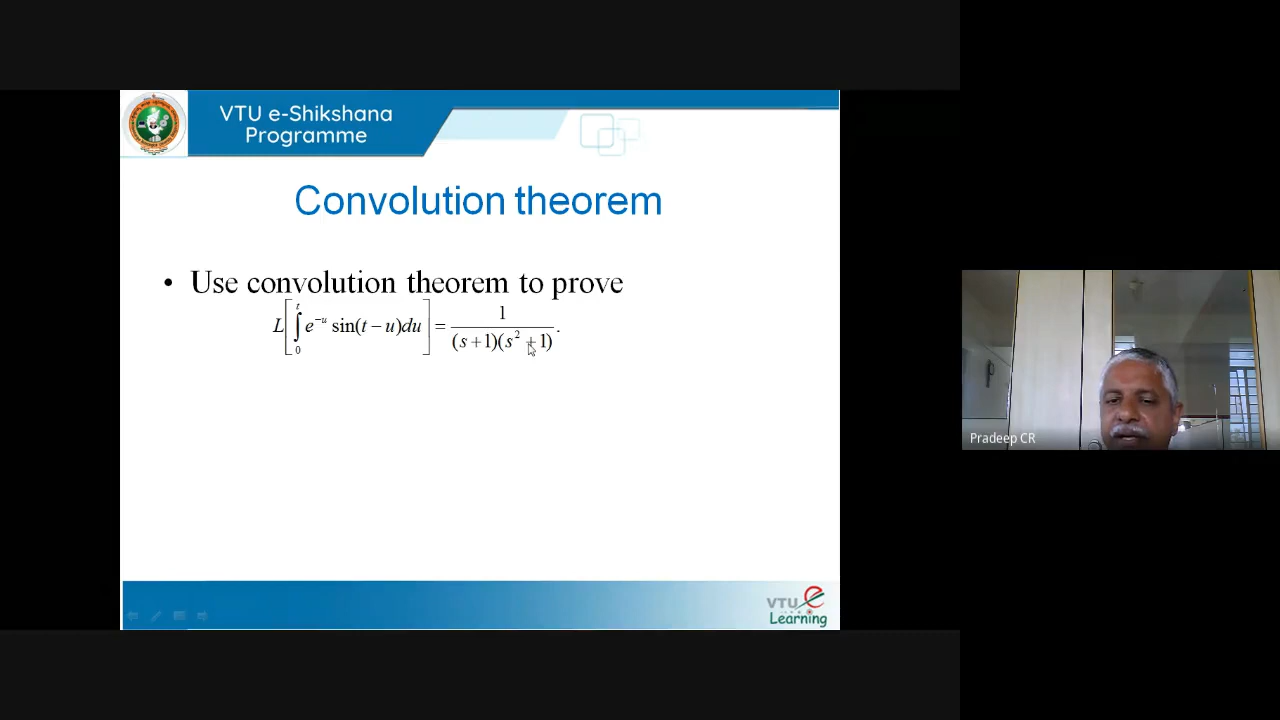 VTU e-Shikshana
Programme
Convolution theorem
• Use convolution theorem to prove
L[∫₀ᵗ e⁻ᵘ sin(t − u)du] = 1/((s+1)(s²+1)).
Pradeep CR
VTU e
Learning